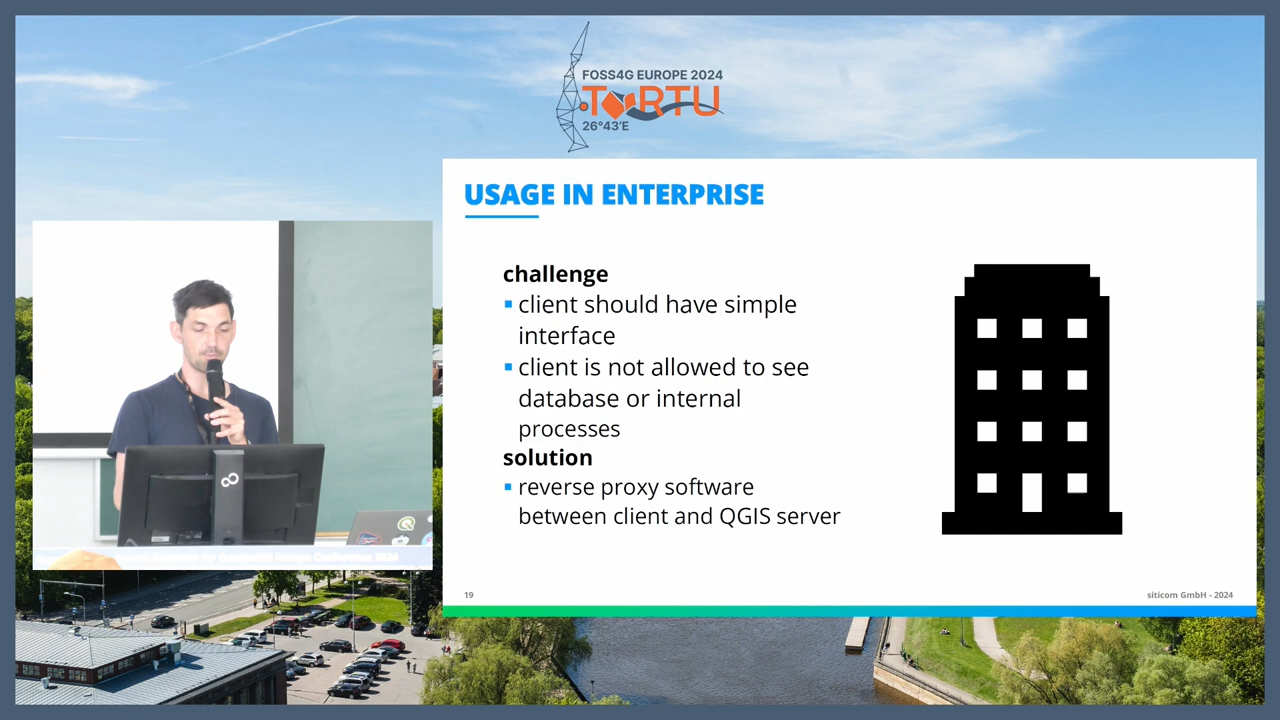 FOSS4G EUROPE 2024
TARTU
26°43'E
USAGE IN ENTERPRISE
challenge
▪ client should have simple
interface
▪ client is not allowed to see
database or internal
processes
solution
▪ reverse proxy software
between client and QGIS server
19
siticom GmbH - 2024